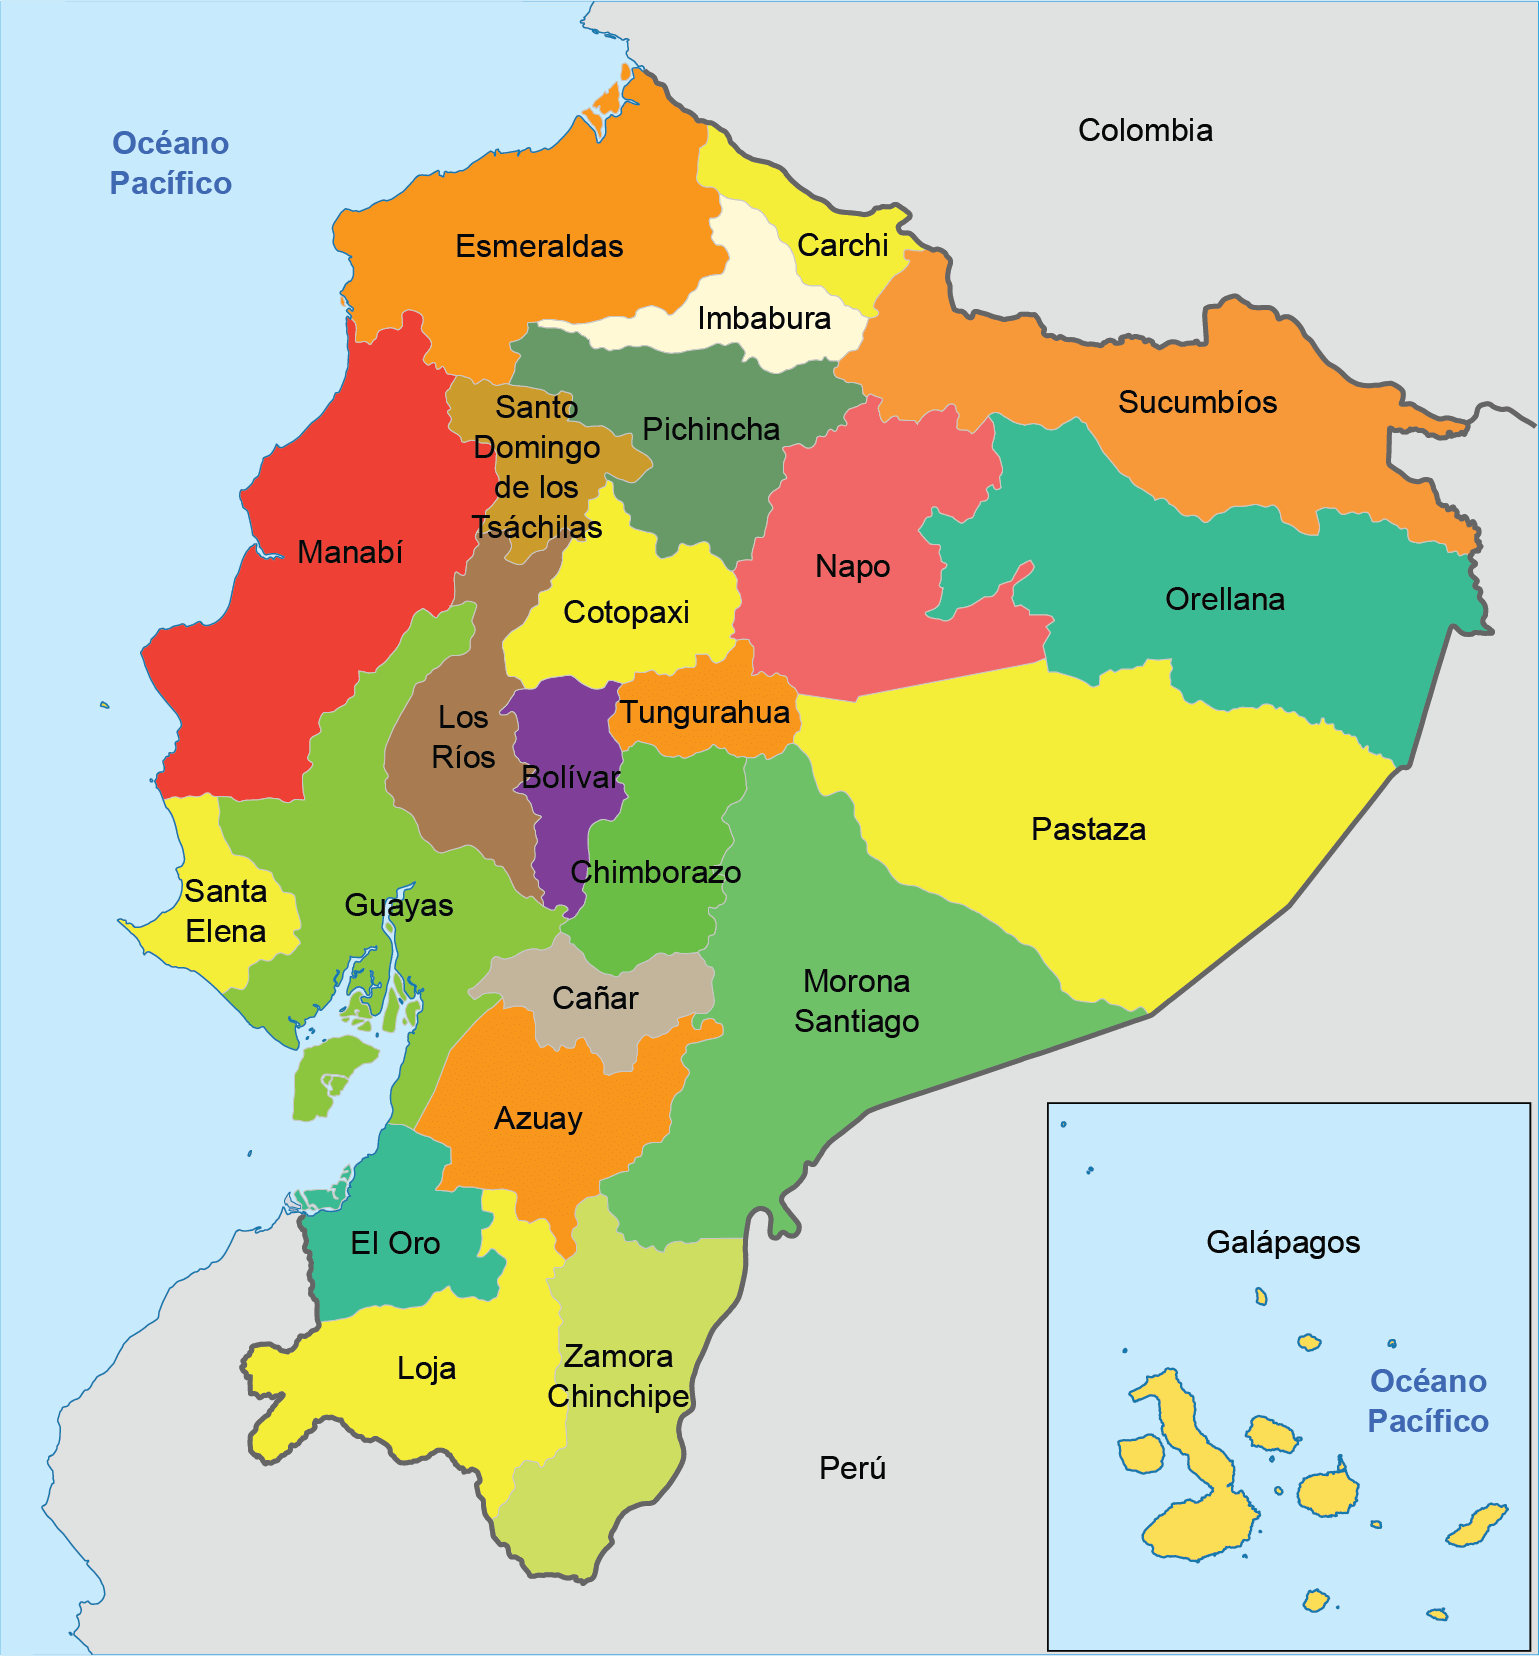 Océano
Pacífico
Colombia
Esmeraldas
Carchi
Imbabura
Sucumbíos
Santo
Domingo
de los
Tsáchilas
Pichincha
Manabí
Napo
Orellana
Cotopaxi
Los
Ríos
Tungurahua
Bolívar
Pastaza
Chimborazo
Santa
Elena
Guayas
Cañar
Morona
Santiago
Azuay
El Oro
Loja
Zamora
Chinchipe
Perú
Galápagos
Océano
Pacífico